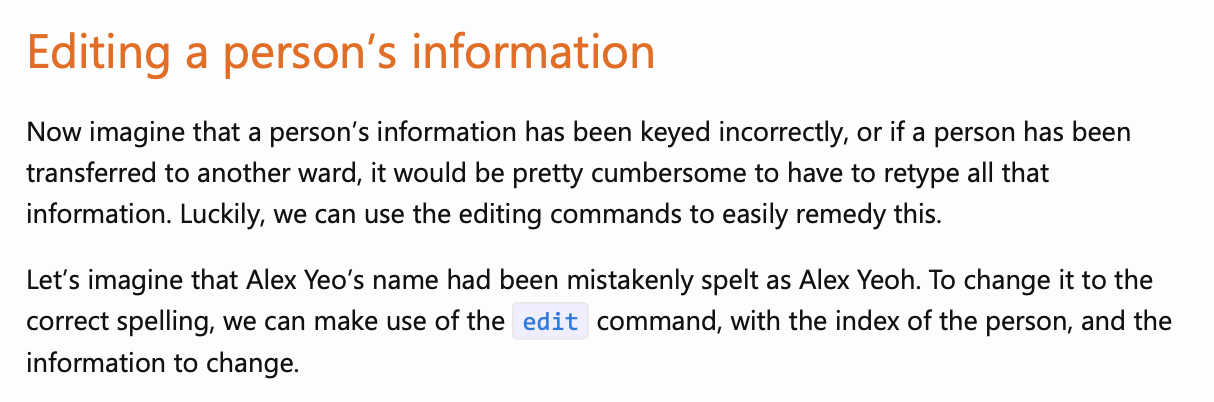 Editing a person’s information
Now imagine that a person’s information has been keyed incorrectly, or if a person has been
transferred to another ward, it would be pretty cumbersome to have to retype all that
information. Luckily, we can use the editing commands to easily remedy this.
Let’s imagine that Alex Yeo’s name had been mistakenly spelt as Alex Yeoh. To change it to the
correct spelling, we can make use of the edit command, with the index of the person, and the
information to change.